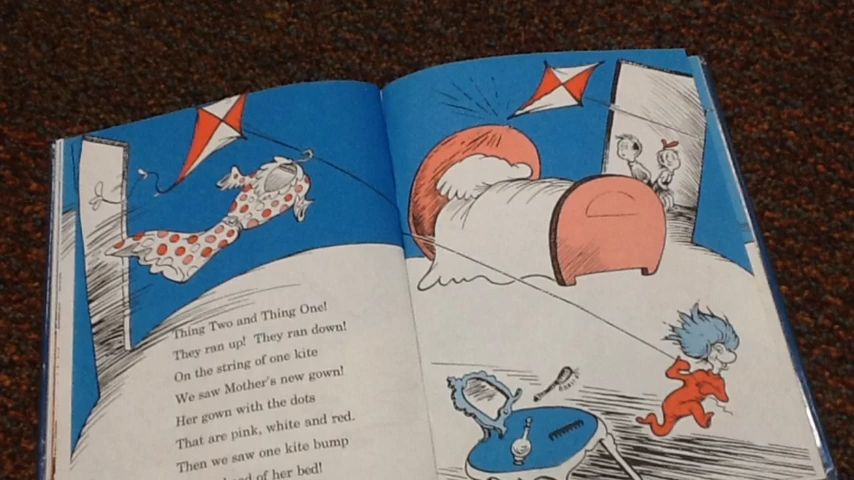 Thing Two and Thing One!
They ran up! They ran down!
On the string of one kite
We saw Mother's new gown!
Her gown with the dots
That are pink, white and red.
Then we saw one kite bump
of her bed!